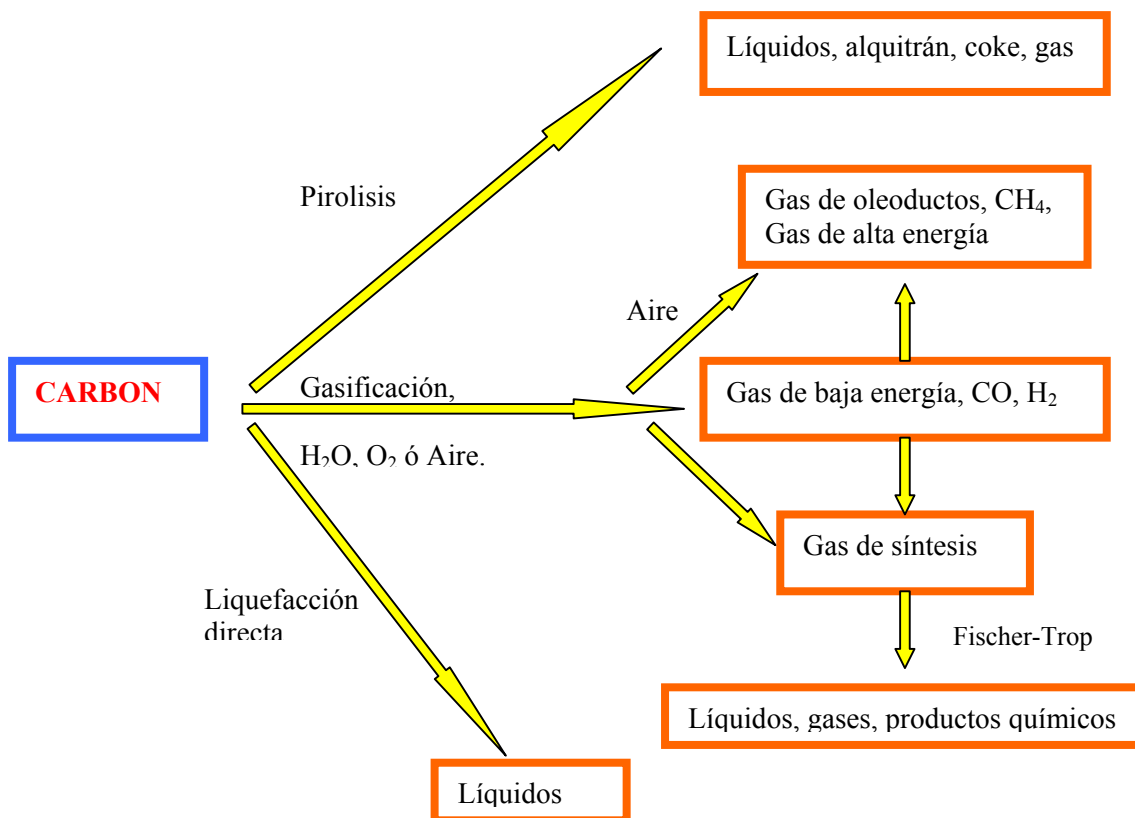 Líquidos, alquitrán, coke, gas
Pirolisis
Gas de oleoductos, CH₄,
Gas de alta energía
Aire
CARBON
Gasificación,
Gas de baja energía, CO, H₂
H₂O, O₂ ó Aire.
Gas de síntesis
Liquefacción
directa
Fischer-Trop
Líquidos, gases, productos químicos
Líquidos